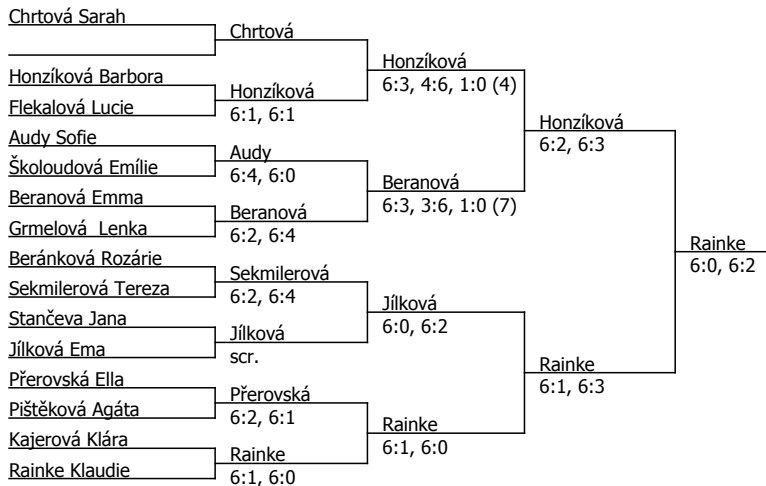 Chrtová Sarah
Honzíková Barbora
Flekalová Lucie
Audy Sofie
Školoudová Emílie
Beranová Emma
Grmelová  Lenka
Beránková Rozárie
Sekmilerová Tereza
Stančeva Jana
Jílková Ema
Přerovská Ella
Pištěková Agáta
Kajerová Klára
Rainke Klaudie
Chrtová
Honzíková
6:1, 6:1
Audy
6:4, 6:0
Beranová
6:2, 6:4
Sekmilerová
6:2, 6:4
Jílková
scr.
Přerovská
6:2, 6:1
Rainke
6:1, 6:0
Honzíková
6:3, 4:6, 1:0 (4)
Beranová
6:3, 3:6, 1:0 (7)
Jílková
6:0, 6:2
Rainke
6:1, 6:0
Honzíková
6:2, 6:3
Rainke
6:1, 6:3
Rainke
6:0, 6:2